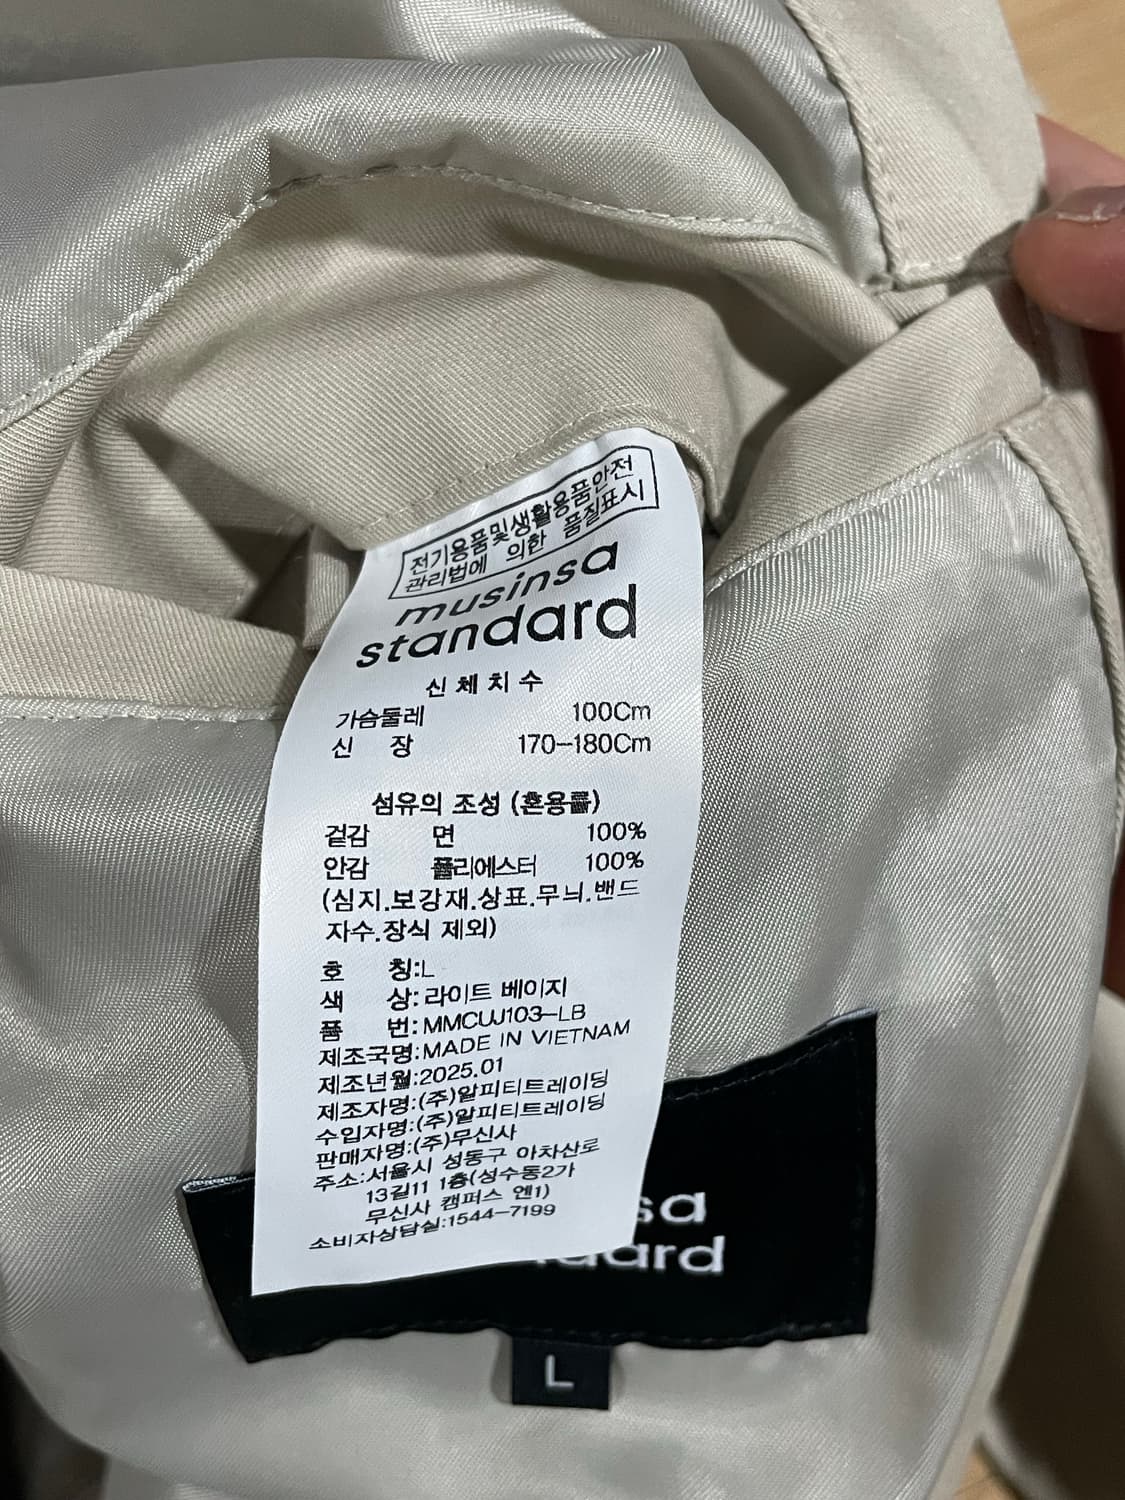 전기용품및생활용품안전
관리법에 의한 품질표시
musinsa
standard
신체치수
가슴둘레 100Cm
신 장 170-180Cm
섬유의 조성 (혼용률)
겉감 면 100%
안감 폴리에스터 100%
(심지.보강재.상표.무늬.밴드
자수.장식 제외)
호 칭:L
색 상:라이트 베이지
품 번:MMCUJ103-LB
제조국명:MADE IN VIETNAM
제조년월:2025.01
제조자명:(주)알피티트레이딩
수입자명:(주)알피티트레이딩
판매자명:(주)무신사
주소:서울시 성동구 아차산로
13길11 1층(성수동2가
무신사 캠퍼스 엔1)
소비자상담실:1544-7199
sa
dard
L